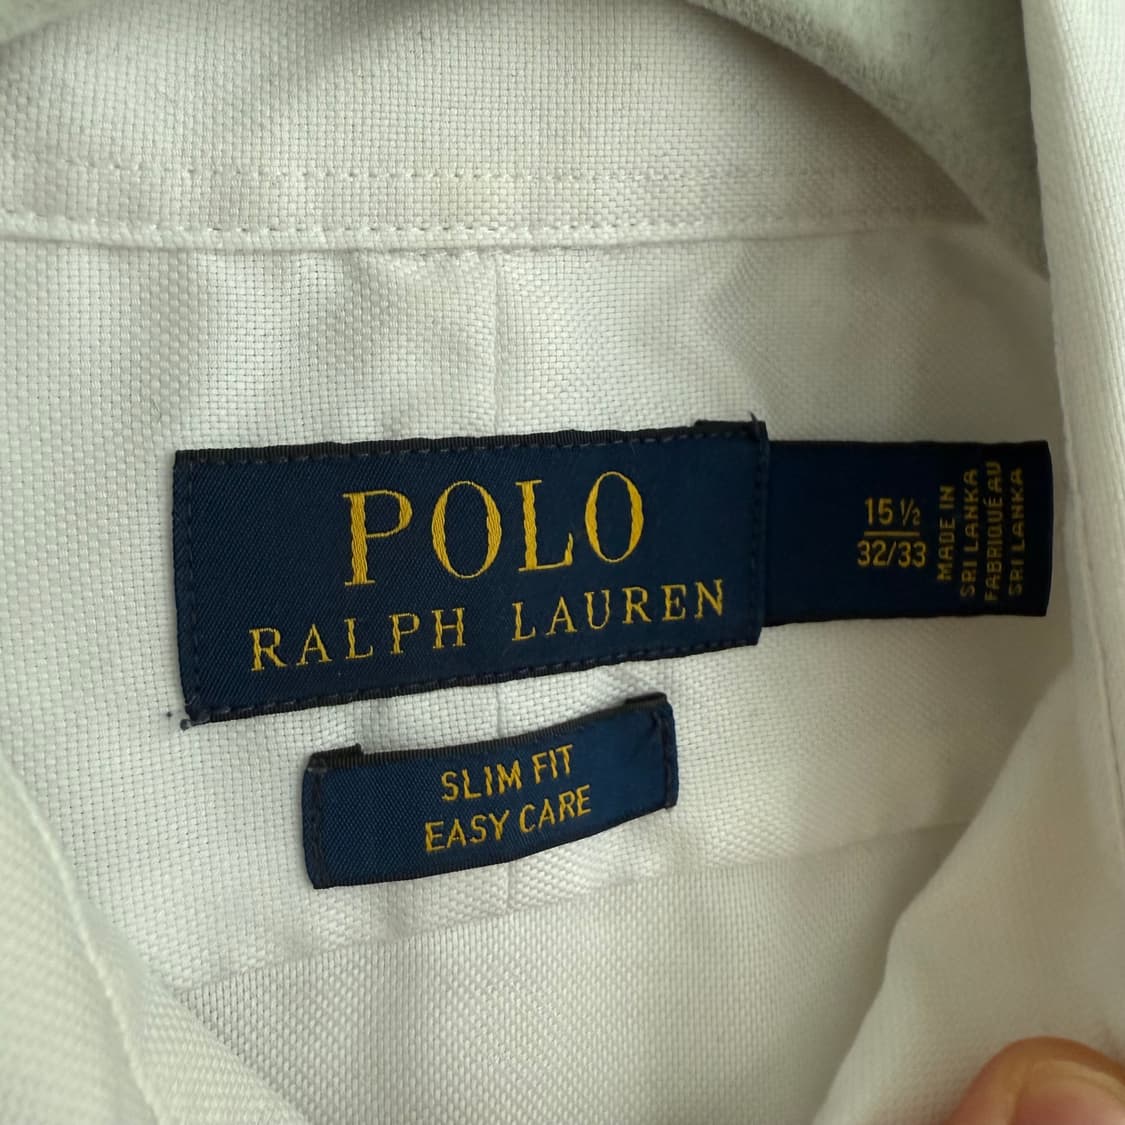 POLO
RALPH LAUREN
15 ½
32/33
MADE IN
SRI LANKA
FABRIQUÉ AU
SRI LANKA
SLIM FIT
EASY CARE